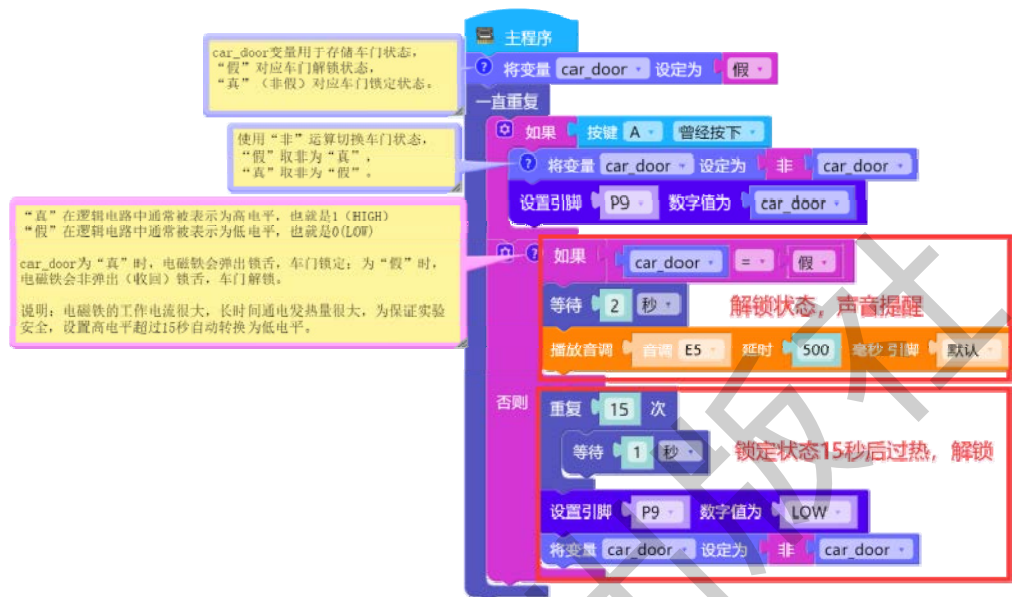 主程序
car_door变量用于存储车门状态，
“假”对应车门解锁状态，
“真”（非假）对应车门锁定状态。
将变量 car_door 设定为 假
一直重复
如果 按键 A 曾经按下
使用“非”运算切换车门状态，
“假”取非为“真”，
“真”取非为“假”。
将变量 car_door 设定为 非 car_door
设置引脚 P9 数字值为 car_door
“真”在逻辑电路中通常被表示为高电平，也就是1（HIGH）
“假”在逻辑电路中通常被表示为低电平，也就是0(LOW)
car_door为“真”时，电磁铁会弹出锁舌，车门锁定；为“假”时，
电磁铁会非弹出（收回）锁舌，车门解锁。
说明：电磁铁的工作电流很大，长时间通电发热量很大，为保证实验
安全，设置高电平超过15秒自动转换为低电平。
如果 car_door = 假
等待 2 秒
解锁状态，声音提醒
播放音调 音调 E5 延时 500 毫秒 引脚 默认
否则
重复 15 次
等待 1 秒
锁定状态15秒后过热，解锁
设置引脚 P9 数字值为 LOW
将变量 car_door 设定为 非 car_door
出版社